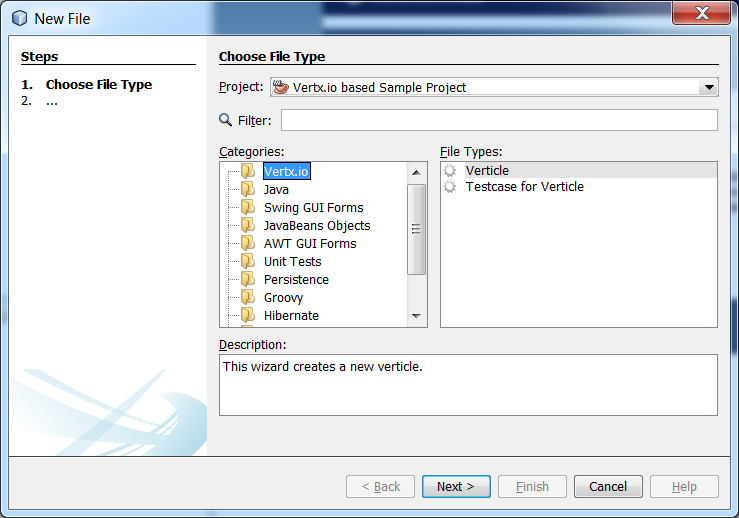 New File
Steps
1. Choose File Type
2. ...
Choose File Type
Project: Vertx.io based Sample Project
Filter:
Categories:
Vertx.io
Java
Swing GUI Forms
JavaBeans Objects
AWT GUI Forms
Unit Tests
Persistence
Groovy
Hibernate
File Types:
Verticle
Testcase for Verticle
Description:
This wizard creates a new verticle.
< Back Next > Finish Cancel Help